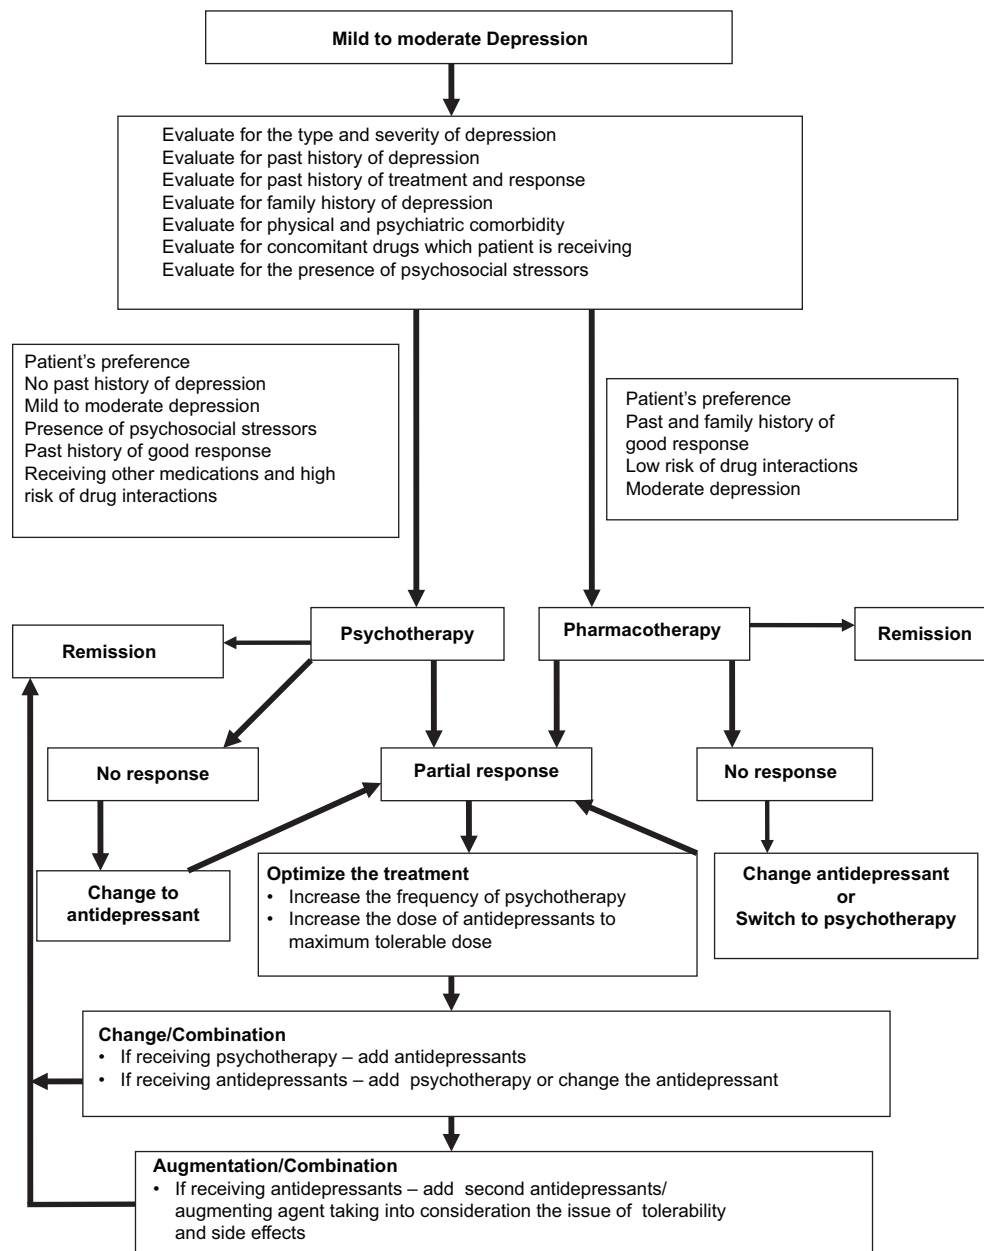 Mild to moderate Depression
Evaluate for the type and severity of depression
Evaluate for past history of depression
Evaluate for past history of treatment and response
Evaluate for family history of depression
Evaluate for physical and psychiatric comorbidity
Evaluate for concomitant drugs which patient is receiving
Evaluate for the presence of psychosocial stressors
Patient’s preference
No past history of depression
Mild to moderate depression
Presence of psychosocial stressors
Past history of good response
Receiving other medications and high
risk of drug interactions
Patient’s preference
Past and family history of
good response
Low risk of drug interactions
Moderate depression
Remission
Psychotherapy
Pharmacotherapy
Remission
No response
Partial response
No response
Change to
antidepressant
Optimize the treatment
• Increase the frequency of psychotherapy
• Increase the dose of antidepressants to
maximum tolerable dose
Change antidepressant
or
Switch to psychotherapy
Change/Combination
• If receiving psychotherapy – add antidepressants
• If receiving antidepressants – add psychotherapy or change the antidepressant
Augmentation/Combination
• If receiving antidepressants – add second antidepressants/
augmenting agent taking into consideration the issue of tolerability
and side effects